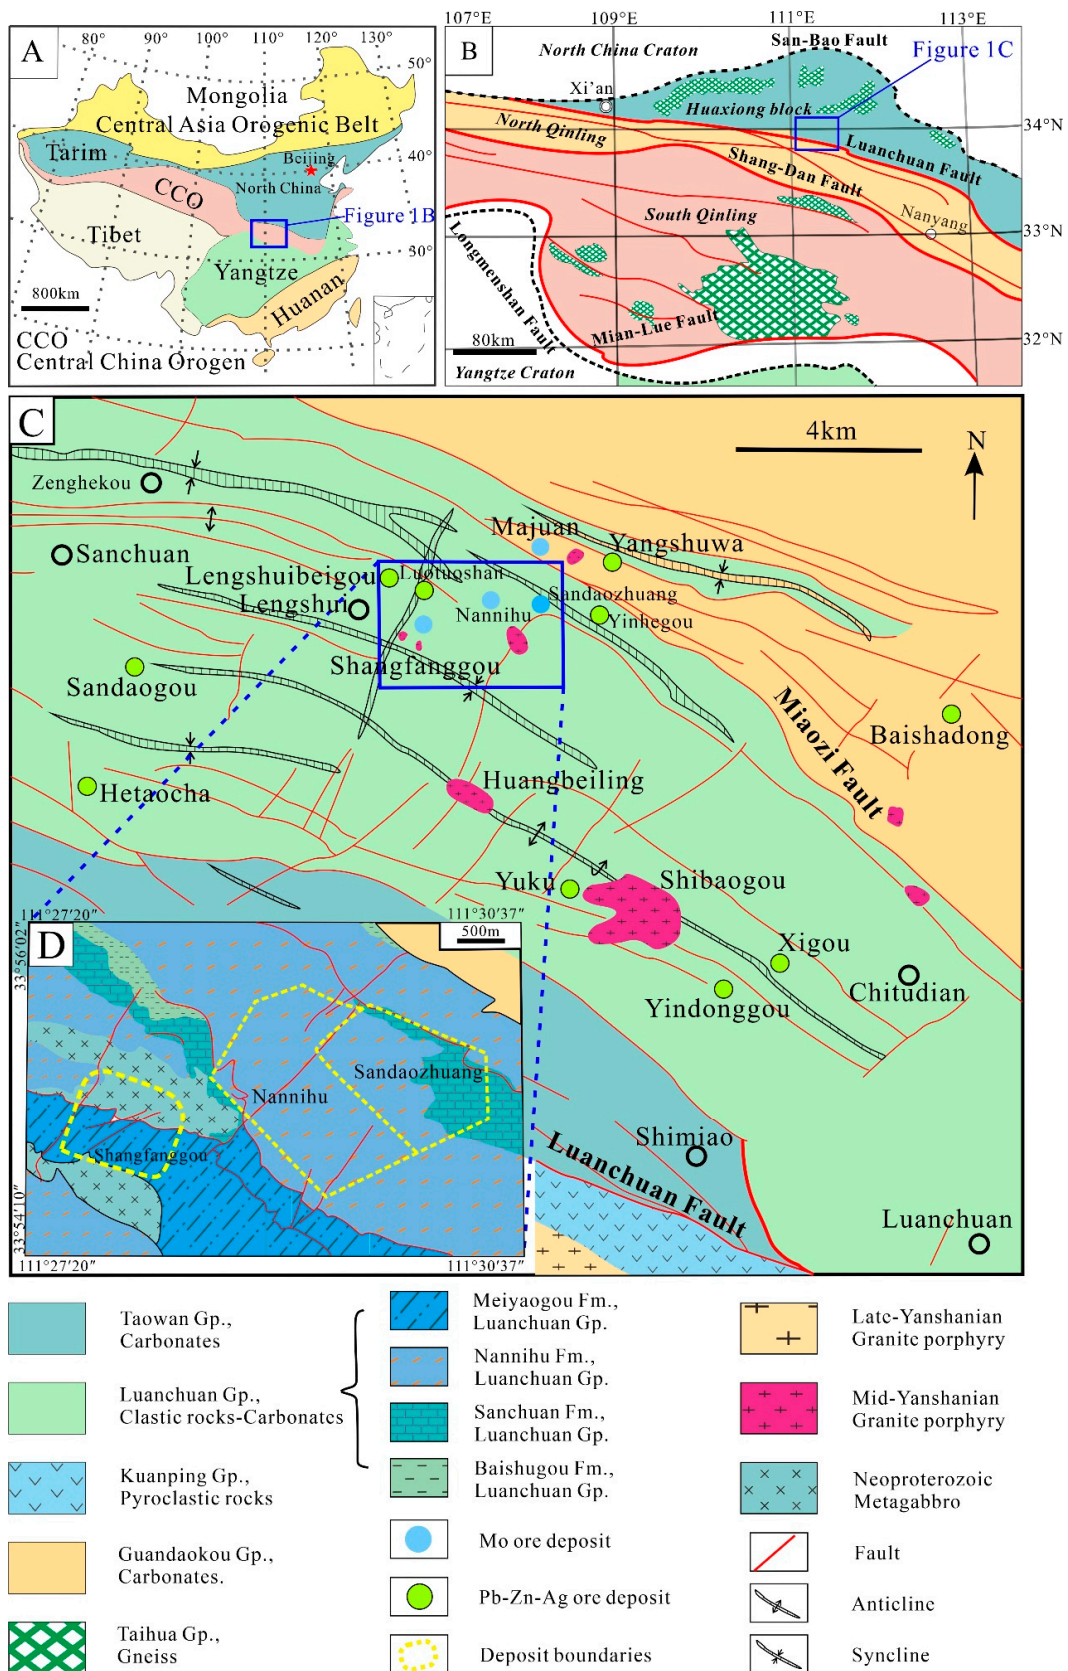 A
80°
90°
100°
110°
120°
130°
50°
40°
30°
Mongolia
Central Asia Orogenic Belt
Tarim
Beijing
North China
CCO
Figure 1B
Tibet
Yangtze
Huanan
800km
CCO
Central China Orogen
107°E
109°E
111°E
113°E
B
North China Craton
San-Bao Fault
Figure 1C
Xi'an
Huaxiong block
34°N
North Qinling
Luanchuan Fault
Shang-Dan Fault
South Qinling
Nanyang
33°N
Longmenshan Fault
Mian-Lue Fault
32°N
80km
Yangtze Craton
C
4km
N
Zenghekou
Majuan
Yangshuwa
Sanchuan
Lengshuibeigou
Luotuoshan
Lengshui
Sandaozhuang
Nannihu
Yinhegou
Shangfanggou
Sandaogou
Miaozi Fault
Baishadong
Huangbeiling
Hetaocha
Yuku
Shibaogou
Xigou
Yindonggou
Chitudian
Shimiao
Luanchuan Fault
Luanchuan
111°27′20″
111°30′37″
D
500m
33°56′02″
Sandaozhuang
Nannihu
Shangfanggou
33°54′10″
111°27′20″
111°30′37″
Taowan Gp.,
Carbonates
Luanchuan Gp.,
Clastic rocks-Carbonates
Kuanping Gp.,
Pyroclastic rocks
Guandaokou Gp.,
Carbonates.
Taihua Gp.,
Gneiss
Meiyaogou Fm.,
Luanchuan Gp.
Nannihu Fm.,
Luanchuan Gp.
Sanchuan Fm.,
Luanchuan Gp.
Baishugou Fm.,
Luanchuan Gp.
Mo ore deposit
Pb-Zn-Ag ore deposit
Deposit boundaries
Late-Yanshanian
Granite porphyry
Mid-Yanshanian
Granite porphyry
Neoproterozoic
Metagabbro
Fault
Anticline
Syncline